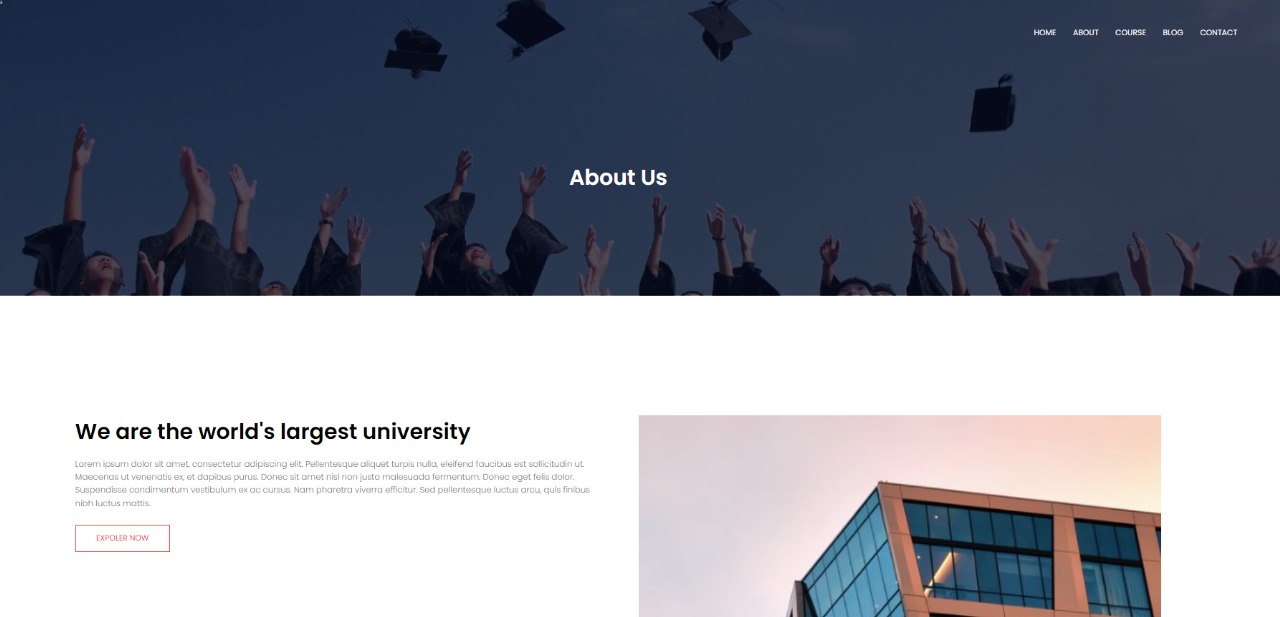 HOME ABOUT COURSE BLOG CONTACT
About Us
We are the world's largest university
Lorem ipsum dolor sit amet, consectetur adipiscing elit. Pellentesque aliquet turpis nulla, eleifend faucibus est sollicitudin ut.
Maecenas ut venenatis ex, et dapibus purus. Donec sit amet nisl non justo malesuada fermentum. Donec eget felis dolor.
Suspendisse condimentum vestibulum ex ac cursus. Nam pharetra viverra efficitur. Sed pellentesque luctus arcu, quis finibus
nibh luctus mattis.
EXPOLER NOW